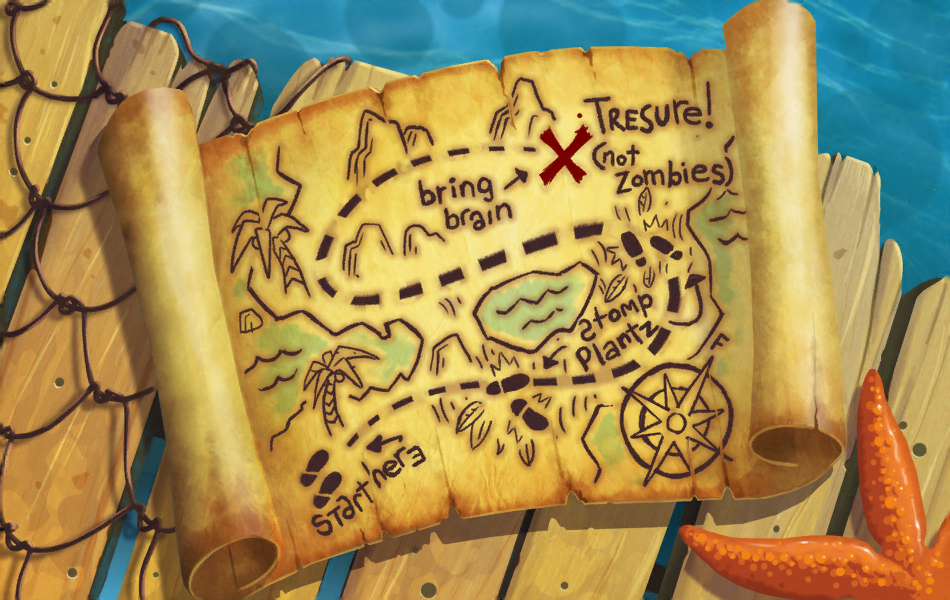 TRESURE!
(not
Zombies)
bring
brain
Stomp
Plantz
Start here